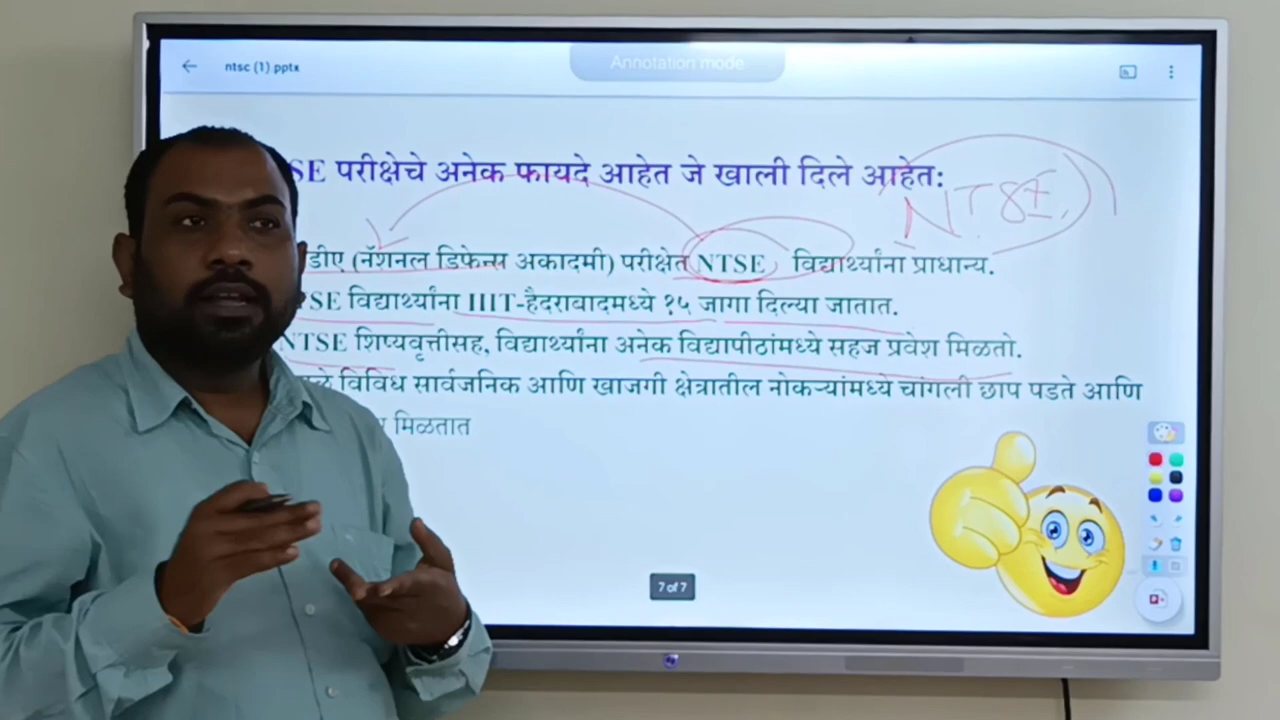 ntsc (1).pptx
Annotation mode
SE परीक्षेचे अनेक फायदे आहेत जे खाली दिले आहेत:
NTSE
डीए (नॅशनल डिफेन्स अकादमी) परीक्षेत NTSE विद्यार्थ्यांना प्राधान्य.
SE विद्यार्थ्यांना IIIT-हैदराबादमध्ये १५ जागा दिल्या जातात.
NTSE शिष्यवृत्तीसह, विद्यार्थ्यांना अनेक विद्यापीठांमध्ये सहज प्रवेश मिळतो.
विविध सार्वजनिक आणि खाजगी क्षेत्रातील नोकऱ्यांमध्ये चांगली छाप पडते आणि
मिळतात
7 of 7